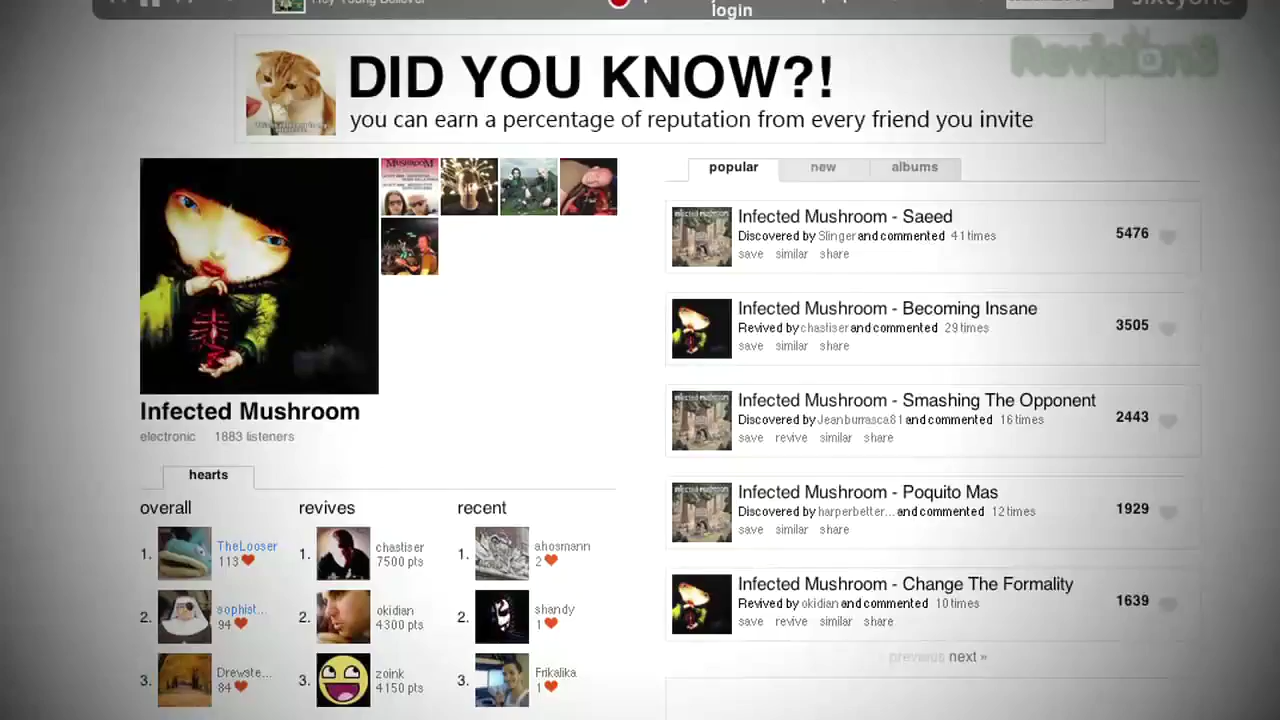 Hey Young Believer
login
sixtyone
Revision3
DID YOU KNOW?!
you can earn a percentage of reputation from every friend you invite
MUSHROOM
Infected Mushroom
electronic 1883 listeners
hearts
overall revives recent
1. TheLooser
113
1. chastiser
7500 pts
1. ahosmann
2
2. sophist...
94
2. okidian
4300 pts
2. shandy
1
3. Drewste...
84
3. zoink
4150 pts
3. Frikalika
1
popular new albums
Infected Mushroom - Saeed
Discovered by Slinger and commented 41 times
save similar share
5476
Infected Mushroom - Becoming Insane
Revived by chastiser and commented 29 times
save similar share
3505
Infected Mushroom - Smashing The Opponent
Discovered by Jeanburrasca81 and commented 16 times
save revive similar share
2443
Infected Mushroom - Poquito Mas
Discovered by harperbetter... and commented 12 times
save similar share
1929
Infected Mushroom - Change The Formality
Revived by okidian and commented 10 times
save revive similar share
1639
previous next »